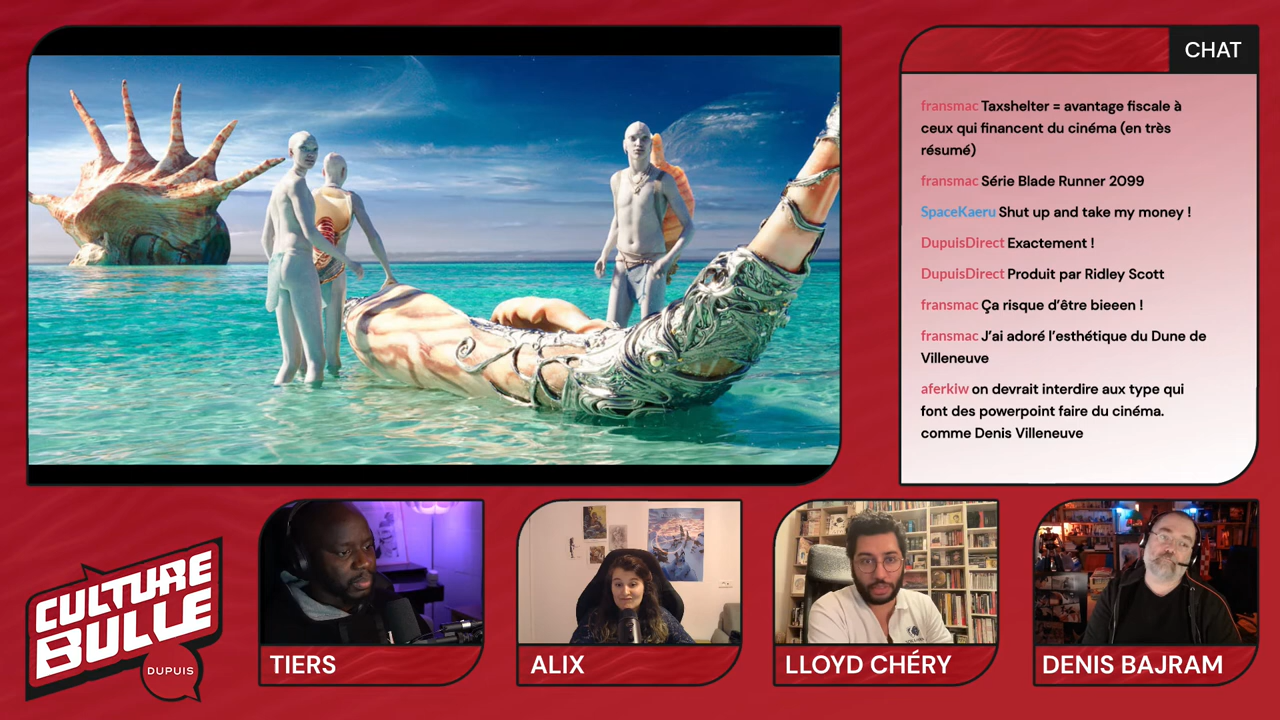 CHAT
fransmac Taxshelter = avantage fiscale à
ceux qui financent du cinéma (en très
résumé)
fransmac Série Blade Runner 2099
SpaceKaeru Shut up and take my money !
DupuisDirect Exactement !
DupuisDirect Produit par Ridley Scott
fransmac Ça risque d'être bieeen !
fransmac J'ai adoré l'esthétique du Dune de
Villeneuve
aferkiw on devrait interdire aux type qui
font des powerpoint faire du cinéma.
comme Denis Villeneuve
CULTURE
BULLE
DUPUIS
TIERS
ALIX
LLOYD CHÉRY
DENIS BAJRAM